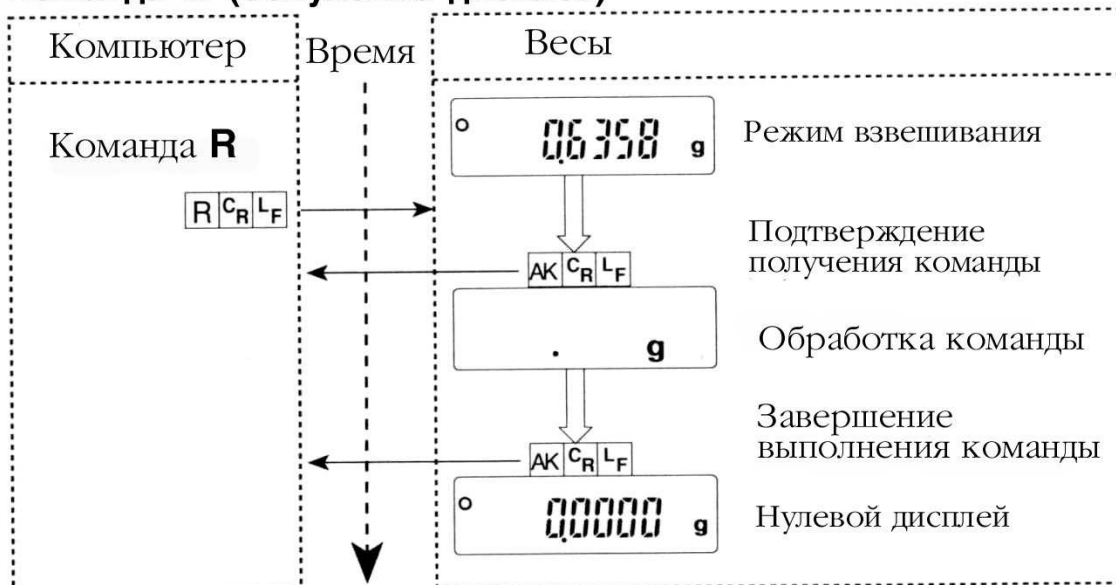 Компьютер
Время
Весы
Команда R
0.6358 g
Режим взвешивания
R CR LF
Подтверждение
получения команды
AK CR LF
. g
Обработка команды
Завершение
выполнения команды
AK CR LF
0.0000 g
Нулевой дисплей